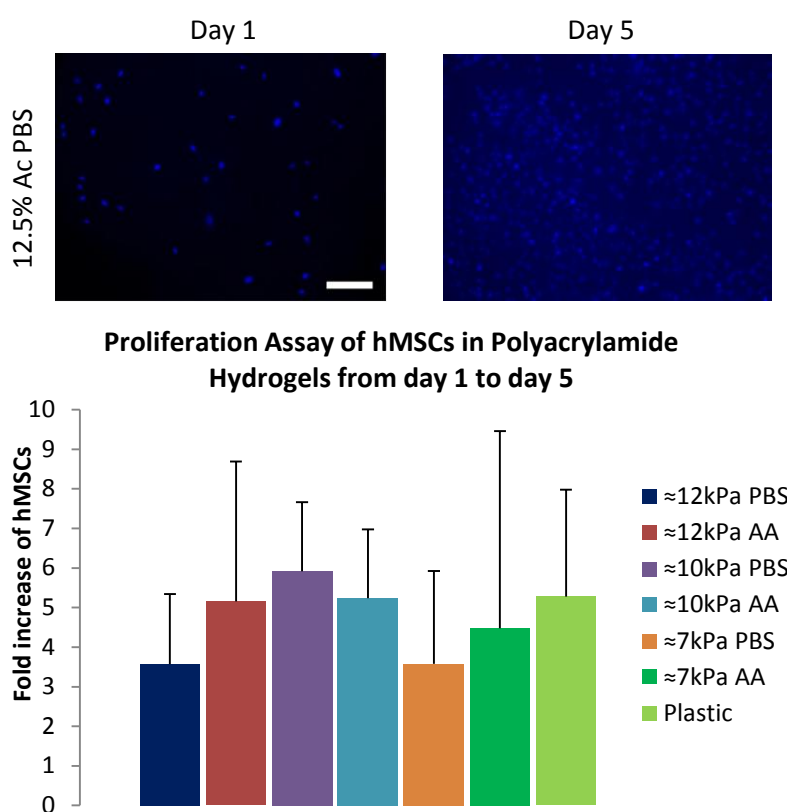 Day 1
Day 5
12.5% Ac PBS
Proliferation Assay of hMSCs in Polyacrylamide
Hydrogels from day 1 to day 5
Fold increase of hMSCs
10
9
8
7
6
5
4
3
2
1
0
≈12kPa PBS
≈12kPa AA
≈10kPa PBS
≈10kPa AA
≈7kPa PBS
≈7kPa AA
Plastic